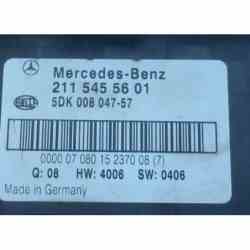 Mercedes-Benz
211 545 56 01
HELLA
5DK 008 047-57
0000 07 080 15 2370 08 (7)
Q: 08 HW: 4006 SW: 0406
Made in Germany